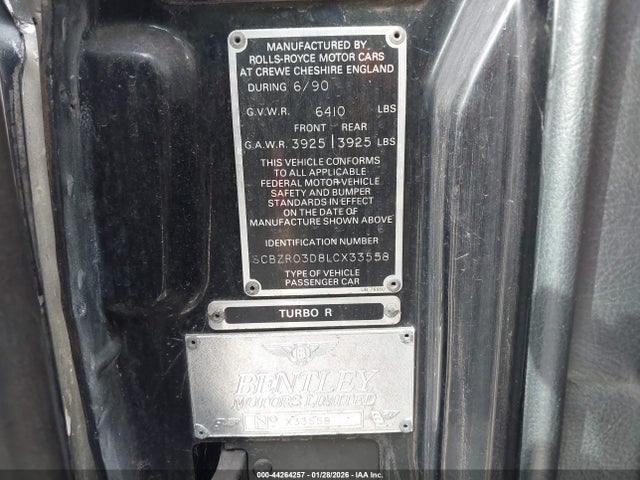 MANUFACTURED BY
ROLLS-ROYCE MOTOR CARS
AT CREWE CHESHIRE ENGLAND
DURING 6/90
G.V.W.R. 6410 LBS
FRONT REAR
G.A.W.R. 3925 | 3925 LBS
THIS VEHICLE CONFORMS
TO ALL APPLICABLE
FEDERAL MOTOR-VEHICLE
SAFETY AND BUMPER
STANDARDS IN EFFECT
ON THE DATE OF
MANUFACTURE SHOWN ABOVE
IDENTIFICATION NUMBER
SCBZR03D8LCX33558
TYPE OF VEHICLE
PASSENGER CAR
TURBO R
B
BENTLEY
MOTORS LIMITED
No X33558
000-44264257 | 01/28/2026 - IAA Inc.